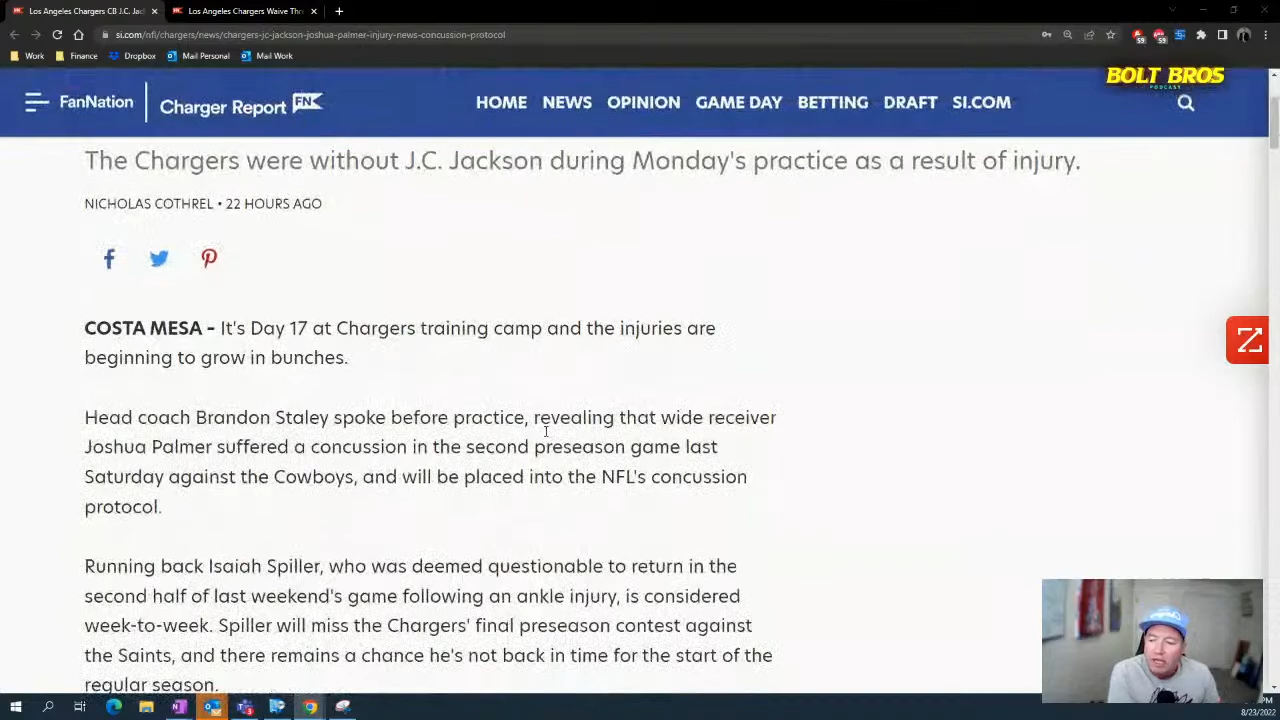 Los Angeles Chargers CB J.C. Jack
Los Angeles Chargers Waive Thr
si.com/nfl/chargers/news/chargers-jc-jackson-joshua-palmer-injury-news-concussion-protocol
Work
Finance
Dropbox
Mail Personal
Mail Work
59
59
BOLT BROS
PODCAST
FanNation
Charger Report FN
HOME
NEWS
OPINION
GAME DAY
BETTING
DRAFT
SI.COM
The Chargers were without J.C. Jackson during Monday's practice as a result of injury.
NICHOLAS COTHREL • 22 HOURS AGO
COSTA MESA – It's Day 17 at Chargers training camp and the injuries are
beginning to grow in bunches.
Head coach Brandon Staley spoke before practice, revealing that wide receiver
Joshua Palmer suffered a concussion in the second preseason game last
Saturday against the Cowboys, and will be placed into the NFL's concussion
protocol.
Running back Isaiah Spiller, who was deemed questionable to return in the
second half of last weekend's game following an ankle injury, is considered
week-to-week. Spiller will miss the Chargers' final preseason contest against
the Saints, and there remains a chance he's not back in time for the start of the
regular season.
PM
8/23/2022